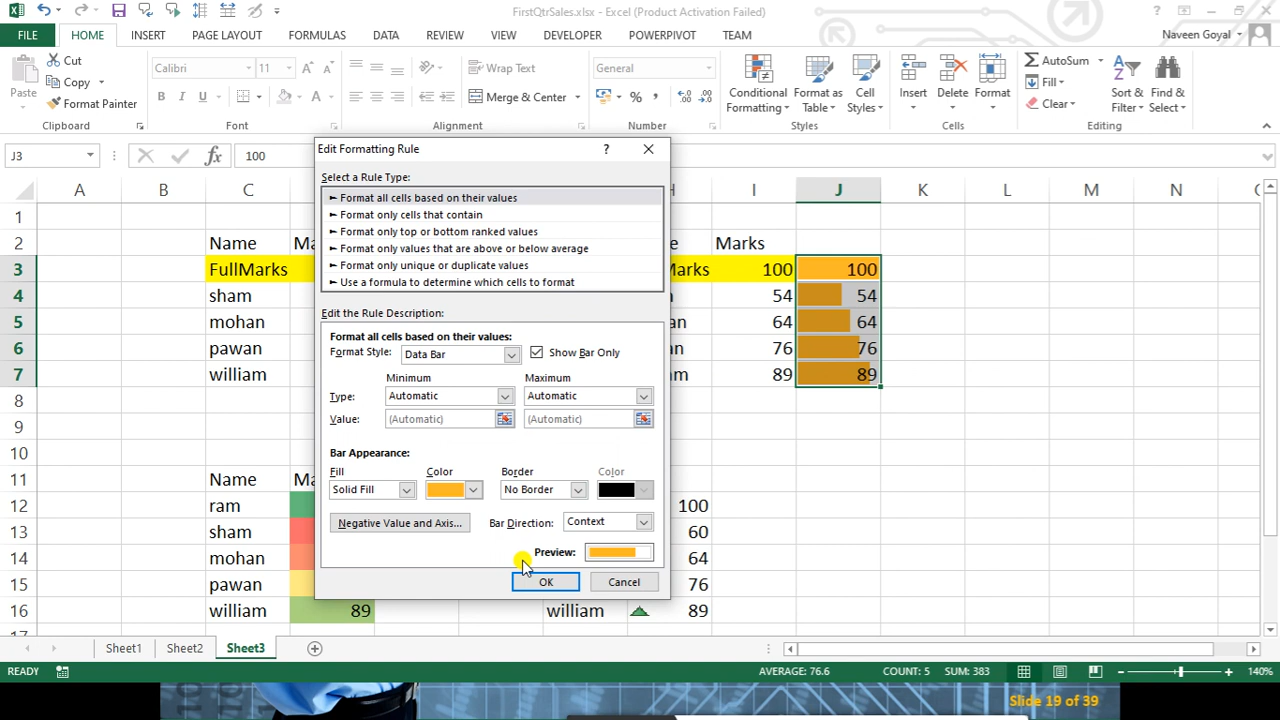 FirstQtrSales.xlsx - Excel (Product Activation Failed)
FILE HOME INSERT PAGE LAYOUT FORMULAS DATA REVIEW VIEW DEVELOPER POWERPIVOT TEAM Naveen Goyal
Paste Cut Copy Format Painter Clipboard
Calibri 11 B I U A Font
Wrap Text Merge & Center Alignment
General % Number
Conditional Formatting Format as Table Cell Styles Styles
Insert Delete Format Cells
AutoSum Fill Clear Sort & Filter Find & Select Editing
J3 fx 100
A B C H I J K L M N
1
2 Name I Marks
3 FullMarks 100 100
4 sham 54 54
5 mohan 64 64
6 pawan 76 76
7 william 89 89
8
9
10
11 Name
12 ram 100
13 sham 60
14 mohan 64
15 pawan 76
16 william 89 william 89
17
Edit Formatting Rule ?
Select a Rule Type:
► Format all cells based on their values
► Format only cells that contain
► Format only top or bottom ranked values
► Format only values that are above or below average
► Format only unique or duplicate values
► Use a formula to determine which cells to format
Edit the Rule Description:
Format all cells based on their values:
Format Style: Data Bar Show Bar Only
Minimum Maximum
Type: Automatic Automatic
Value: (Automatic) (Automatic)
Bar Appearance:
Fill Color Border Color
Solid Fill No Border
Negative Value and Axis... Bar Direction: Context
Preview:
OK Cancel
Sheet1 Sheet2 Sheet3
READY AVERAGE: 76.6 COUNT: 5 SUM: 383 140%
Slide 19 of 39